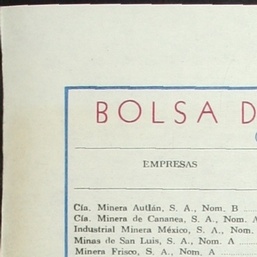 BOLSA D
EMPRESAS
Cía. Minera Autlán, S. A., Nom. B
Cía. Minera de Cananea, S. A., Nom. A
Industrial Minera México, S. A., Nom.
Minas de San Luis, S. A., Nom. A
Minera Frisco, S. A., Nom. A